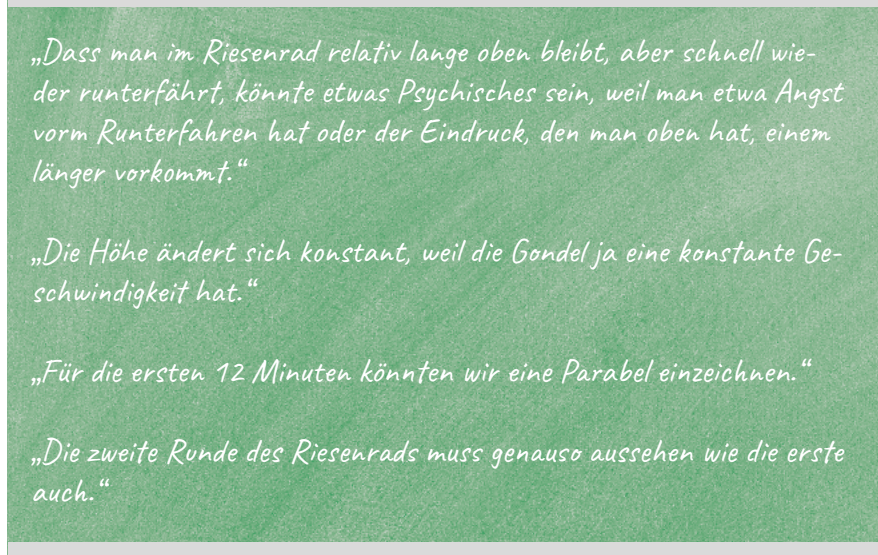 „Dass man im Riesenrad relativ lange oben bleibt, aber schnell wie-
der runterfährt, könnte etwas Psychisches sein, weil man etwa Angst
vorm Runterfahren hat oder der Eindruck, den man oben hat, einem
länger vorkommt.“
„Die Höhe ändert sich konstant, weil die Gondel ja eine konstante Ge-
schwindigkeit hat.“
„Für die ersten 12 Minuten könnten wir eine Parabel einzeichnen.“
„Die zweite Runde des Riesenrads muss genauso aussehen wie die erste
auch.“